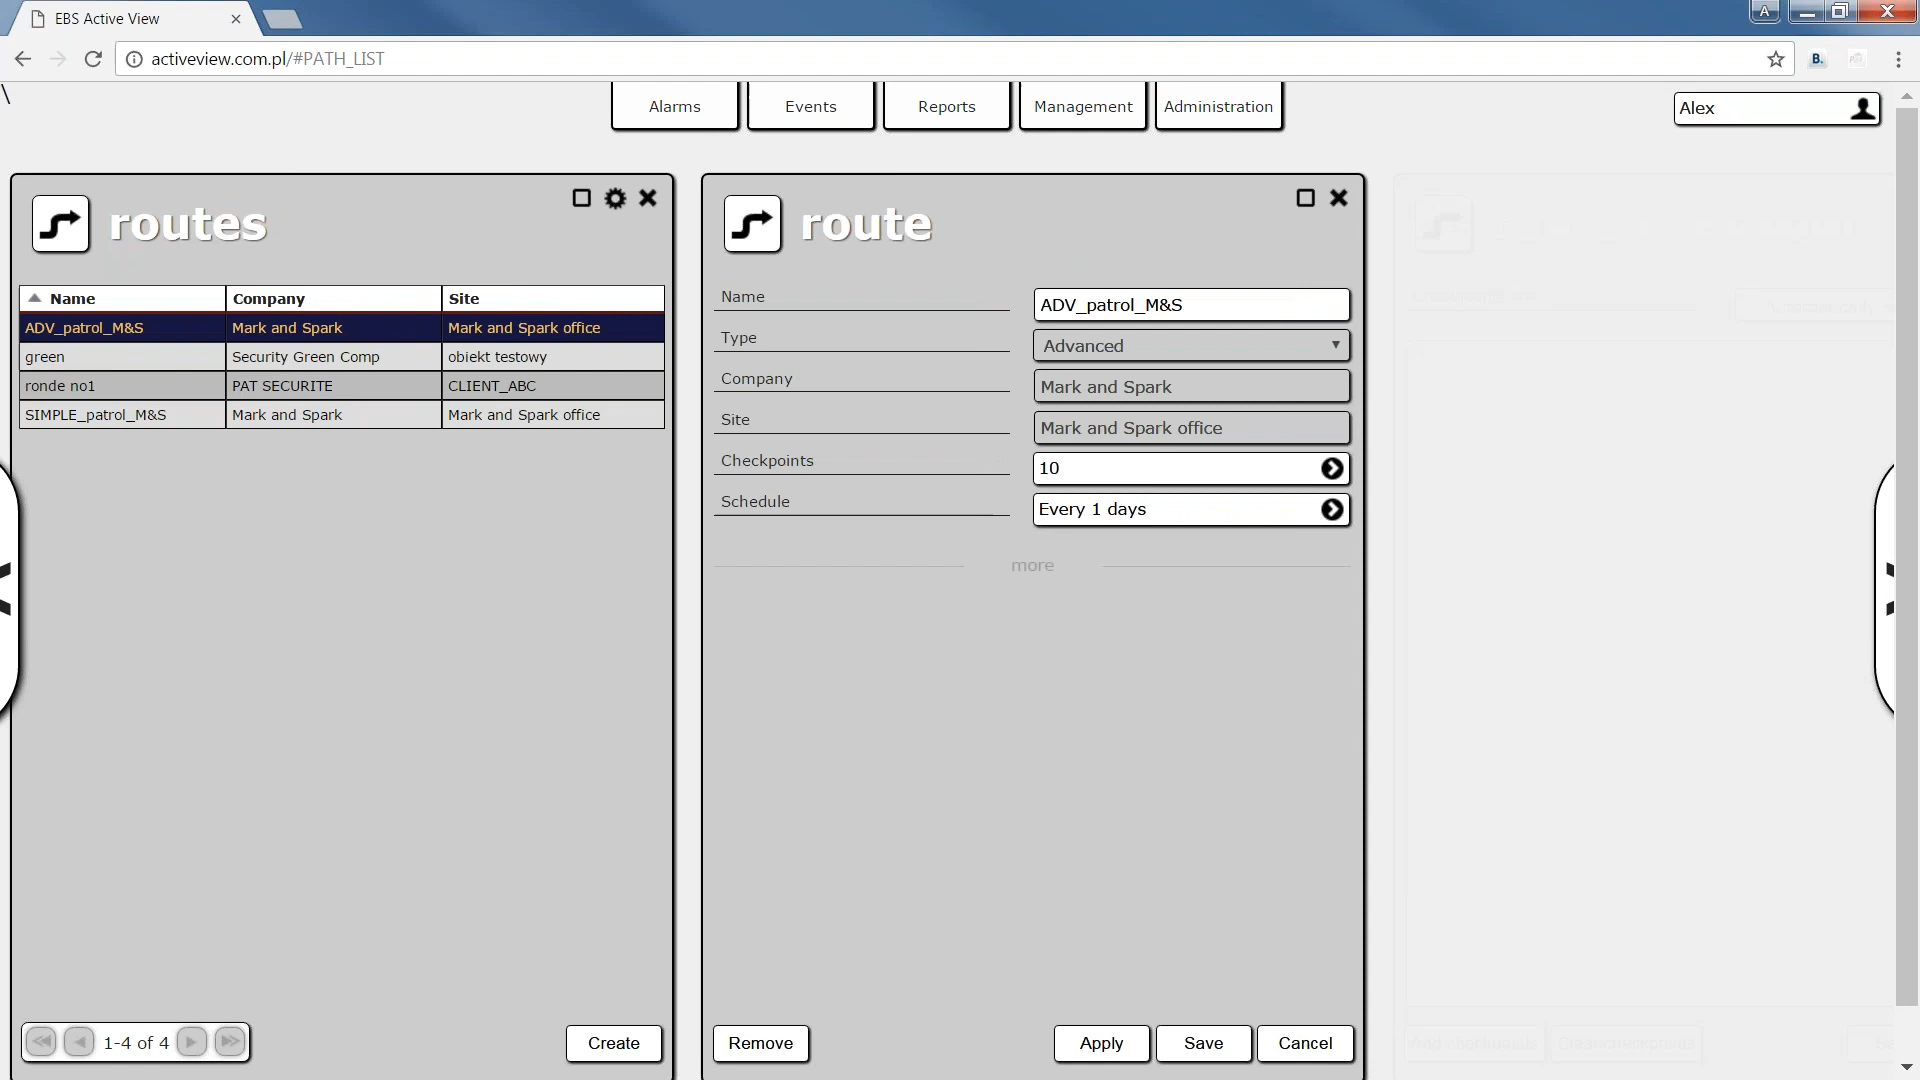 EBS Active View
A
activeview.com.pl/#PATH_LIST
B.
\
Alarms
Events
Reports
Management
Administration
Alex
routes
Name Company Site
ADV_patrol_M&S Mark and Spark Mark and Spark office
green Security Green Comp obiekt testowy
ronde no1 PAT SECURITE CLIENT_ABC
SIMPLE_patrol_M&S Mark and Spark Mark and Spark office
1-4 of 4
Create
route
Name ADV_patrol_M&S
Type Advanced
Company Mark and Spark
Site Mark and Spark office
Checkpoints 10
Schedule Every 1 days
more
Remove
Apply
Save
Cancel